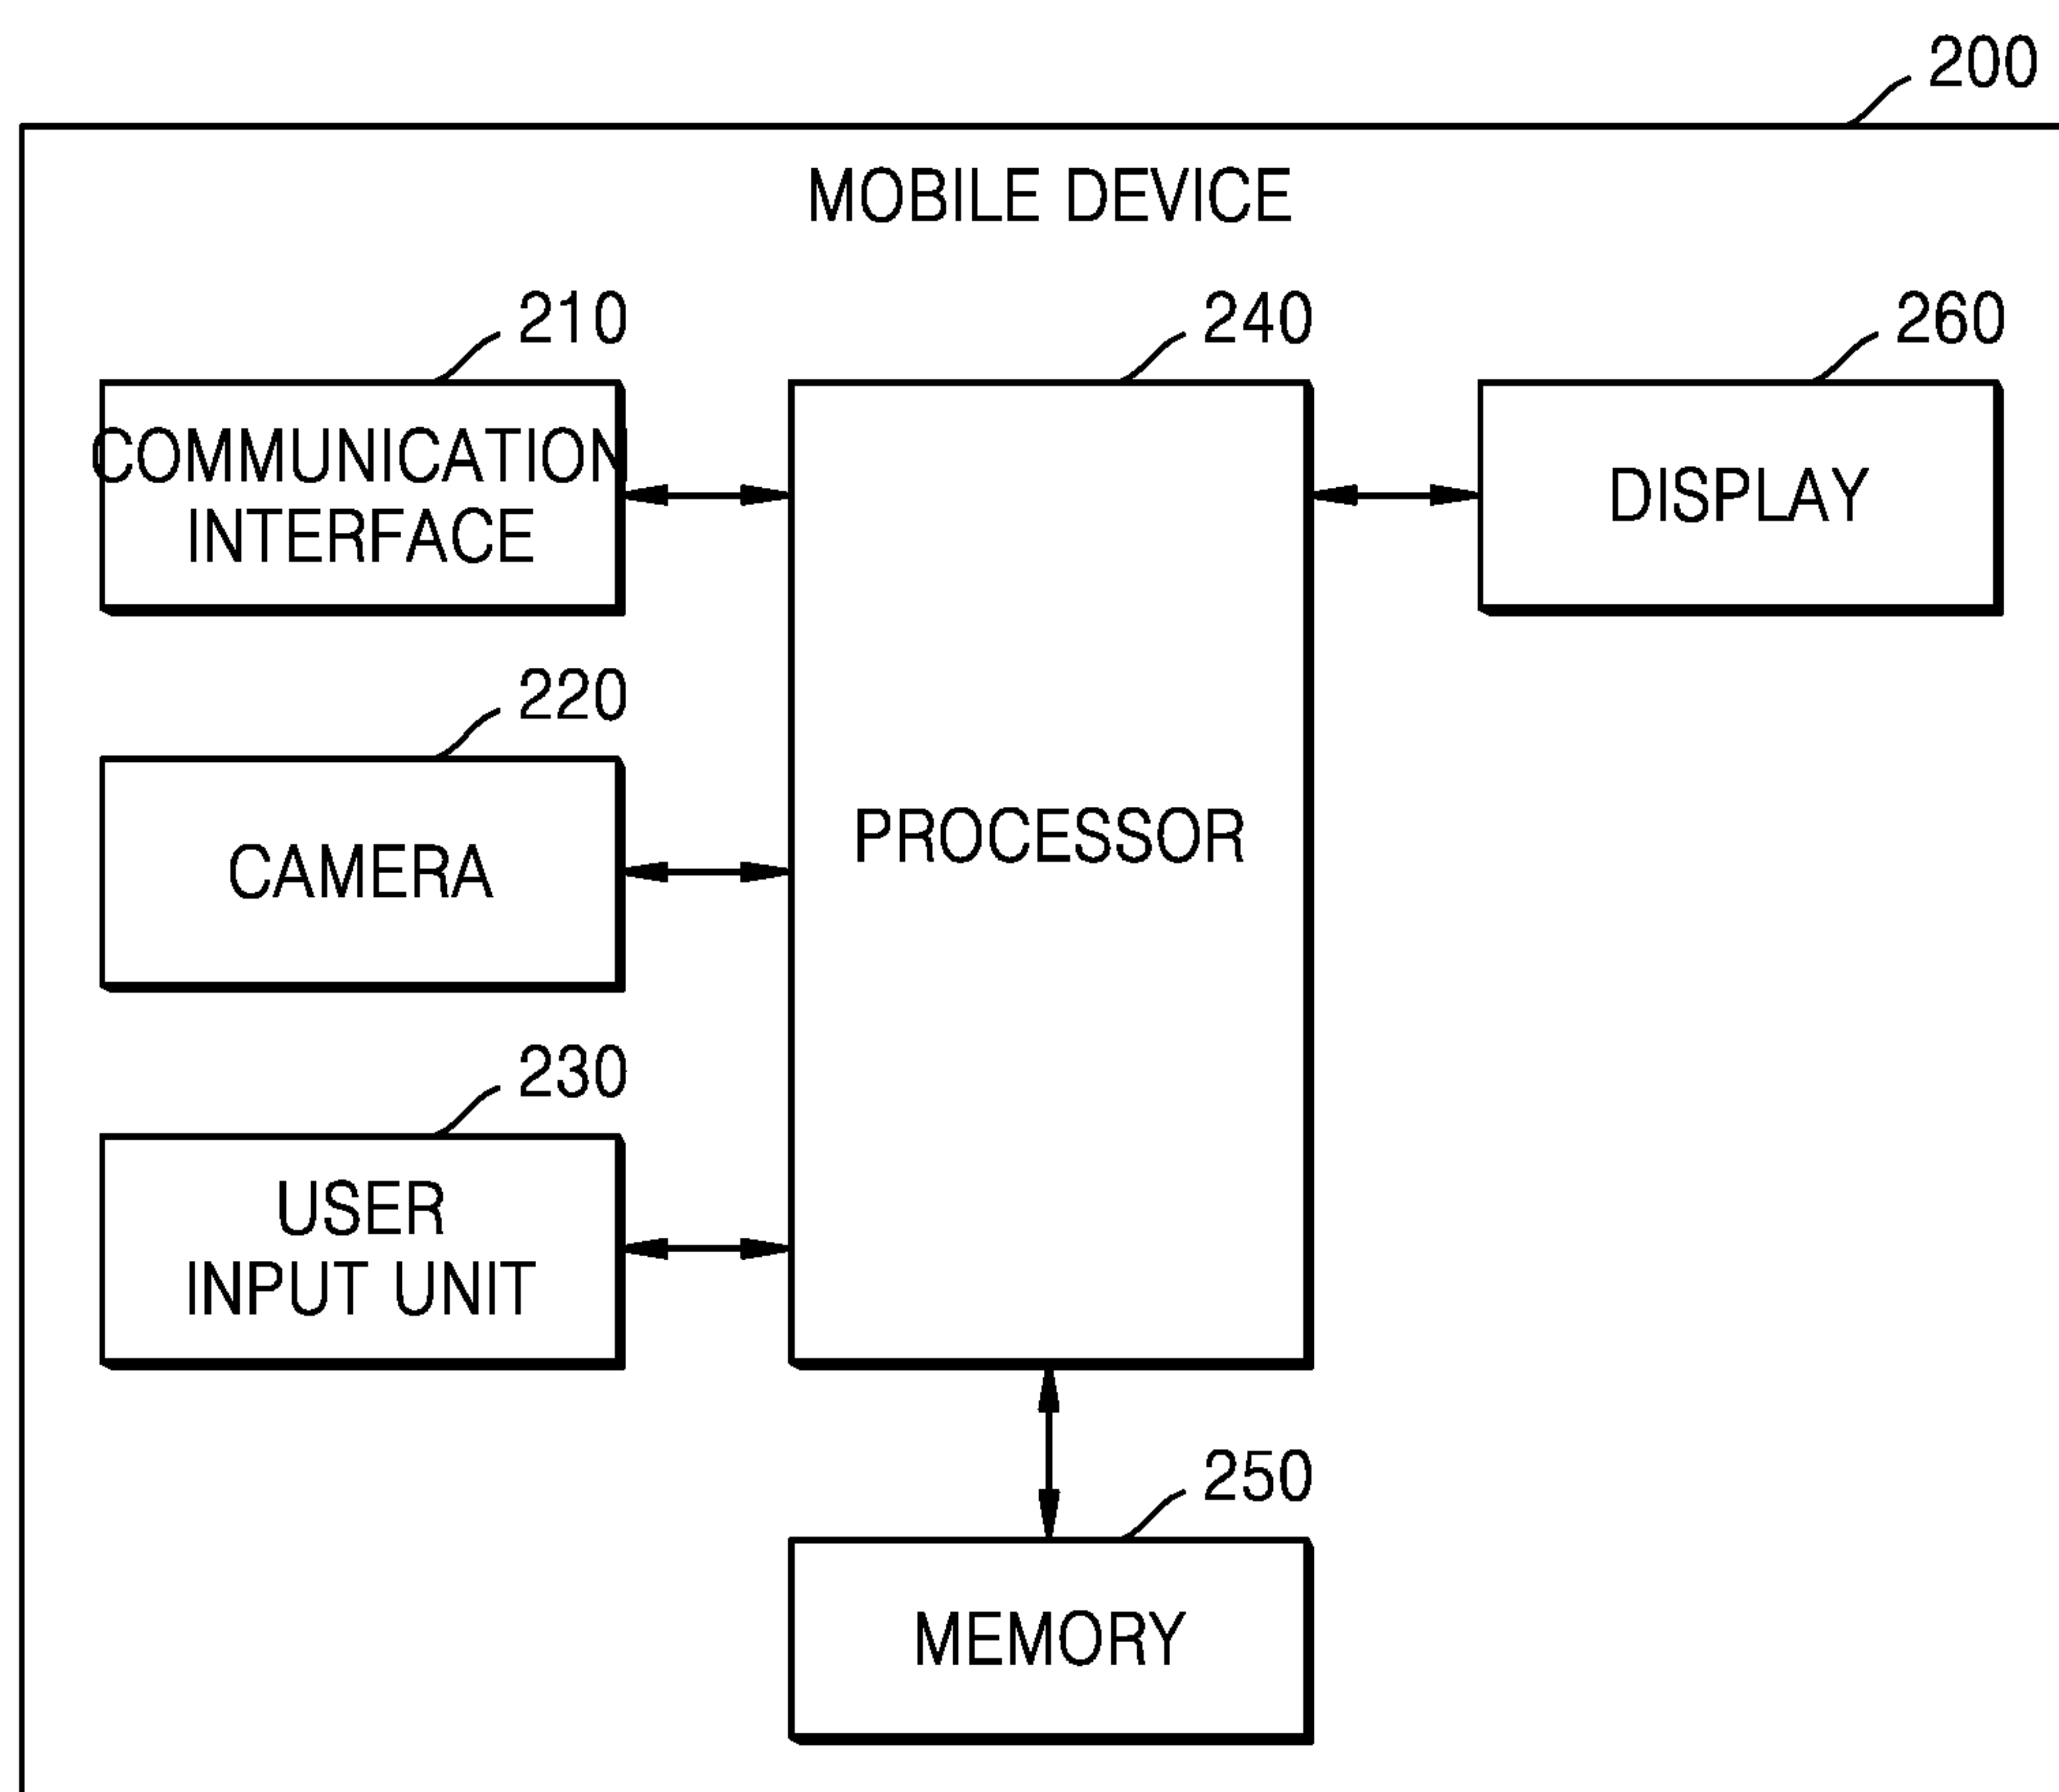 200
MOBILE DEVICE
210
240
260
COMMUNICATION
INTERFACE
DISPLAY
220
CAMERA
PROCESSOR
230
USER
INPUT UNIT
250
MEMORY